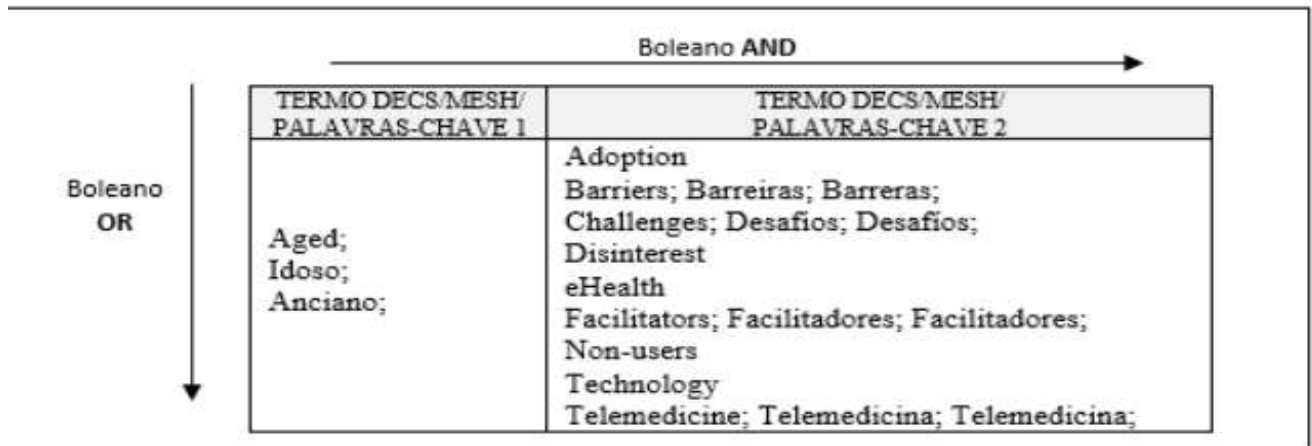 Boleano AND
TERMO DECS/MESH/
PALAVRAS-CHAVE 1
TERMO DECS/MESH/
PALAVRAS-CHAVE 2
Boleano
OR
Aged;
Idoso;
Anciano;
Adoption
Barriers; Barreiras; Barreras;
Challenges; Desafios; Desafíos;
Disinterest
eHealth
Facilitators; Facilitadores; Facilitadores;
Non-users
Technology
Telemedicine; Telemedicina; Telemedicina;